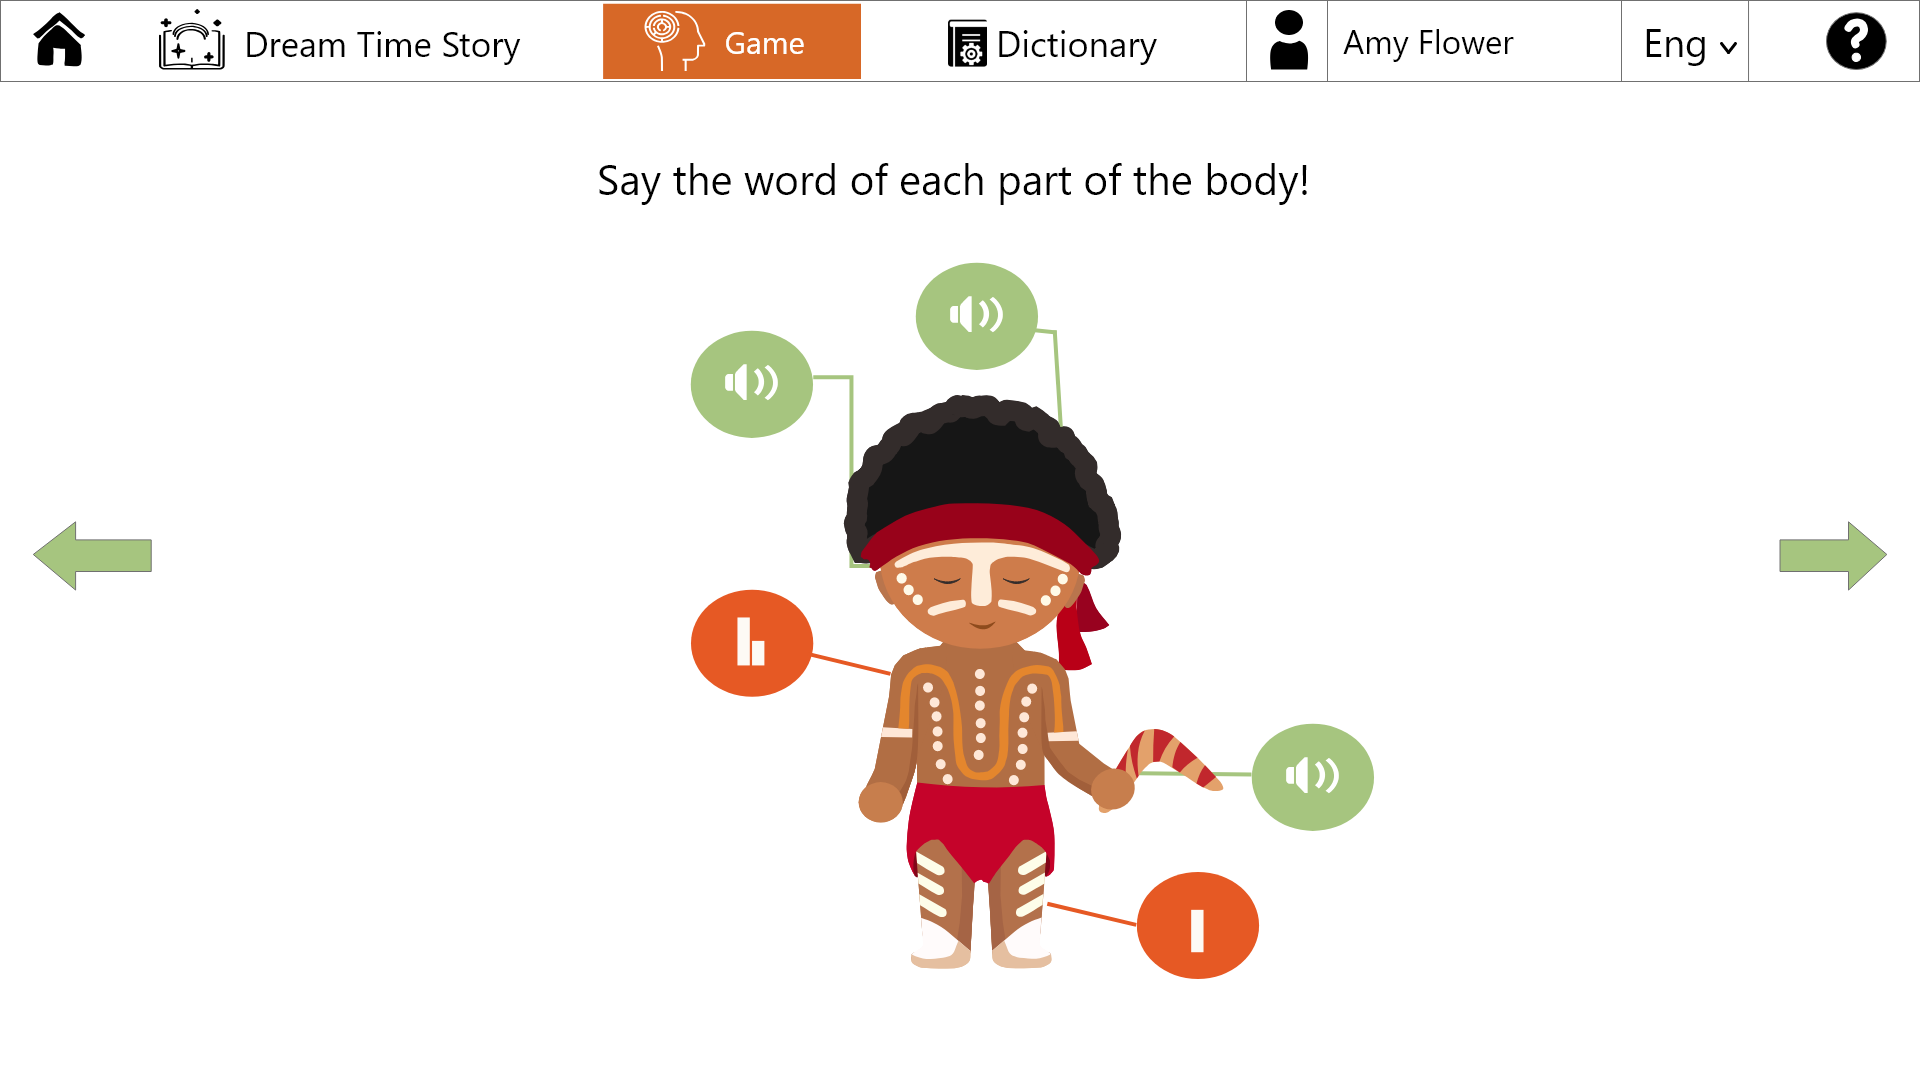 Dream Time Story
Game
Dictionary
Amy Flower
Eng
?
Say the word of each part of the body!